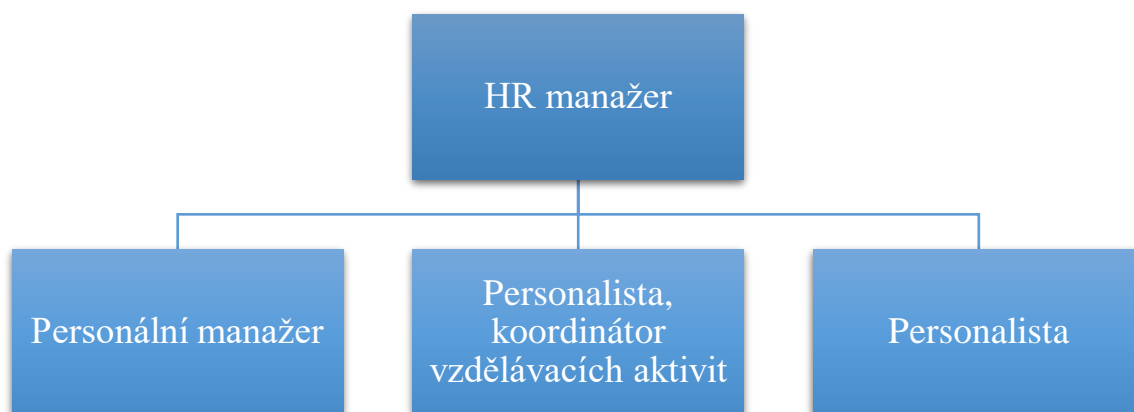 HR manažer
Personální manažer
Personalista,
koordinátor
vzdělávacích aktivit
Personalista